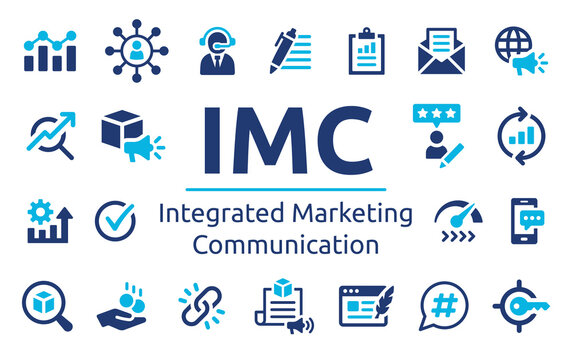 IMC
Integrated Marketing
Communication
#